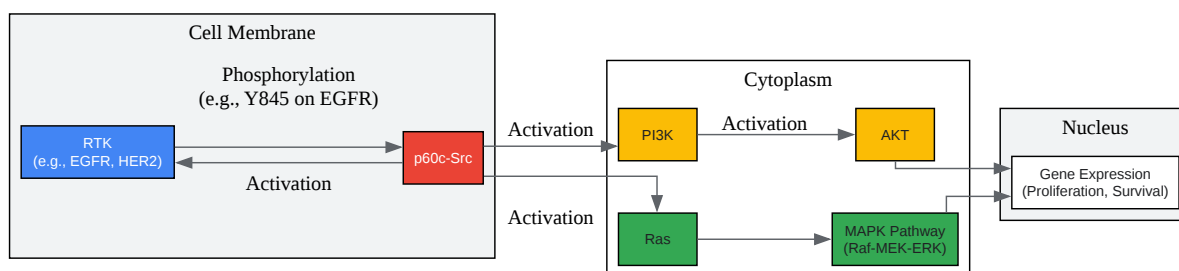 Cell Membrane
Phosphorylation
(e.g., Y845 on EGFR)
RTK
(e.g., EGFR, HER2)
p60c-Src
Activation
Activation
Activation
Cytoplasm
PI3K
Activation
AKT
Ras
MAPK Pathway
(Raf-MEK-ERK)
Nucleus
Gene Expression
(Proliferation, Survival)